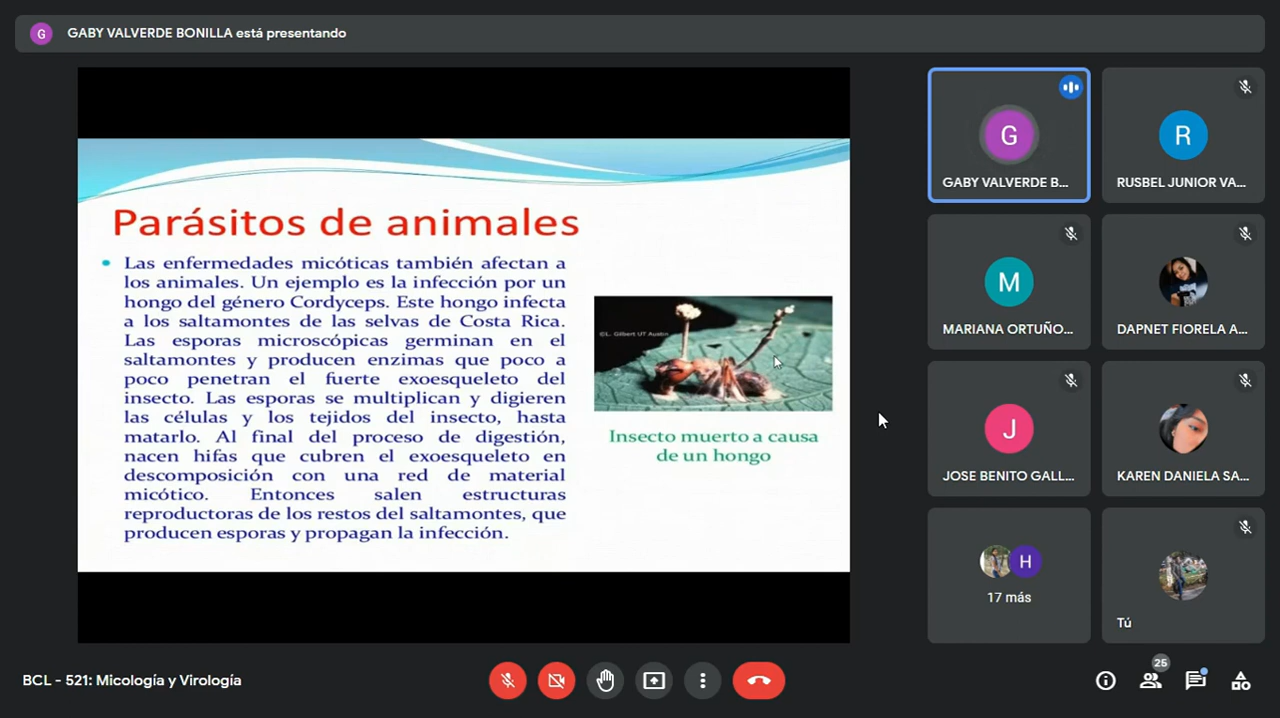 G GABY VALVERDE BONILLA está presentando
Parásitos de animales
Las enfermedades micóticas también afectan a
los animales. Un ejemplo es la infección por un
hongo del género Cordyceps. Este hongo infecta
a los saltamontes de las selvas de Costa Rica.
Las esporas microscópicas germinan en el
saltamontes y producen enzimas que poco a
poco penetran el fuerte exoesqueleto del
insecto. Las esporas se multiplican y digieren
las células y los tejidos del insecto, hasta
matarlo. Al final del proceso de digestión,
nacen hifas que cubren el exoesqueleto en
descomposición con una red de material
micótico. Entonces salen estructuras
reproductoras de los restos del saltamontes, que
producen esporas y propagan la infección.
©L. Gilbert UT Austin
Insecto muerto a causa
de un hongo
G
GABY VALVERDE B...
R
RUSBEL JUNIOR VA...
M
MARIANA ORTUÑO...
DAPNET FIORELA A...
J
JOSE BENITO GALL...
KAREN DANIELA SA...
H
17 más
Tú
BCL - 521: Micología y Virología
25